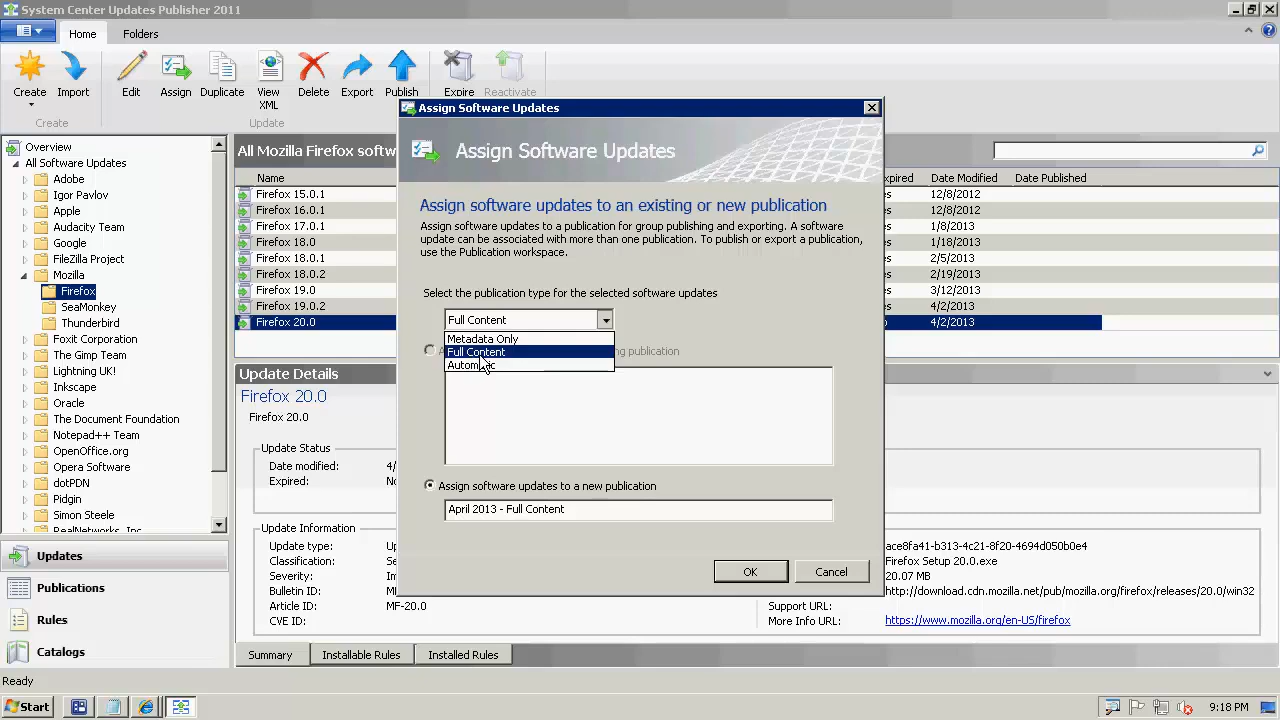 System Center Updates Publisher 2011
Home
Folders
Create
Import
Edit
Assign
Duplicate
View
XML
Delete
Export
Publish
Expire
Reactivate
Create
Update
Overview
All Software Updates
Adobe
Igor Pavlov
Apple
Audacity Team
Google
FileZilla Project
Mozilla
Firefox
SeaMonkey
Thunderbird
Foxit Corporation
The Gimp Team
Lightning UK!
Inkscape
Oracle
The Document Foundation
Notepad++ Team
OpenOffice.org
Opera Software
dotPDN
Pidgin
Simon Steele
RealNetworks, Inc
Updates
Publications
Rules
Catalogs
All Mozilla Firefox softw
Name
Date Modified
Date Published
Firefox 15.0.1
12/8/2012
Firefox 16.0.1
12/8/2012
Firefox 17.0.1
1/8/2013
Firefox 18.0
1/18/2013
Firefox 18.0.1
2/5/2013
Firefox 18.0.2
2/19/2013
Firefox 19.0
3/12/2013
Firefox 19.0.2
4/2/2013
Firefox 20.0
4/2/2013
Update Details
Firefox 20.0
Firefox 20.0
Update Status
Date modified: 4/
Expired: No
Update Information
Update type: Up
Classification: Se
Severity: Im
Bulletin ID: M
Article ID: MF-20.0
CVE ID:
ace8fa41-b313-4c21-8f20-4694d050b0e4
Firefox Setup 20.0.exe
20.07 MB
http://download.cdn.mozilla.net/pub/mozilla.org/firefox/releases/20.0/win32
Support URL:
More Info URL: https://www.mozilla.org/en-US/firefox
Summary
Installable Rules
Installed Rules
Assign Software Updates
Assign Software Updates
Assign software updates to an existing or new publication
Assign software updates to a publication for group publishing and exporting. A software
update can be associated with more than one publication. To publish or export a publication,
use the Publication workspace.
Select the publication type for the selected software updates
Full Content
Metadata Only
Full Content
publication
Assign software updates to a new publication
April 2013 - Full Content
OK
Cancel
Ready
Start
9:18 PM